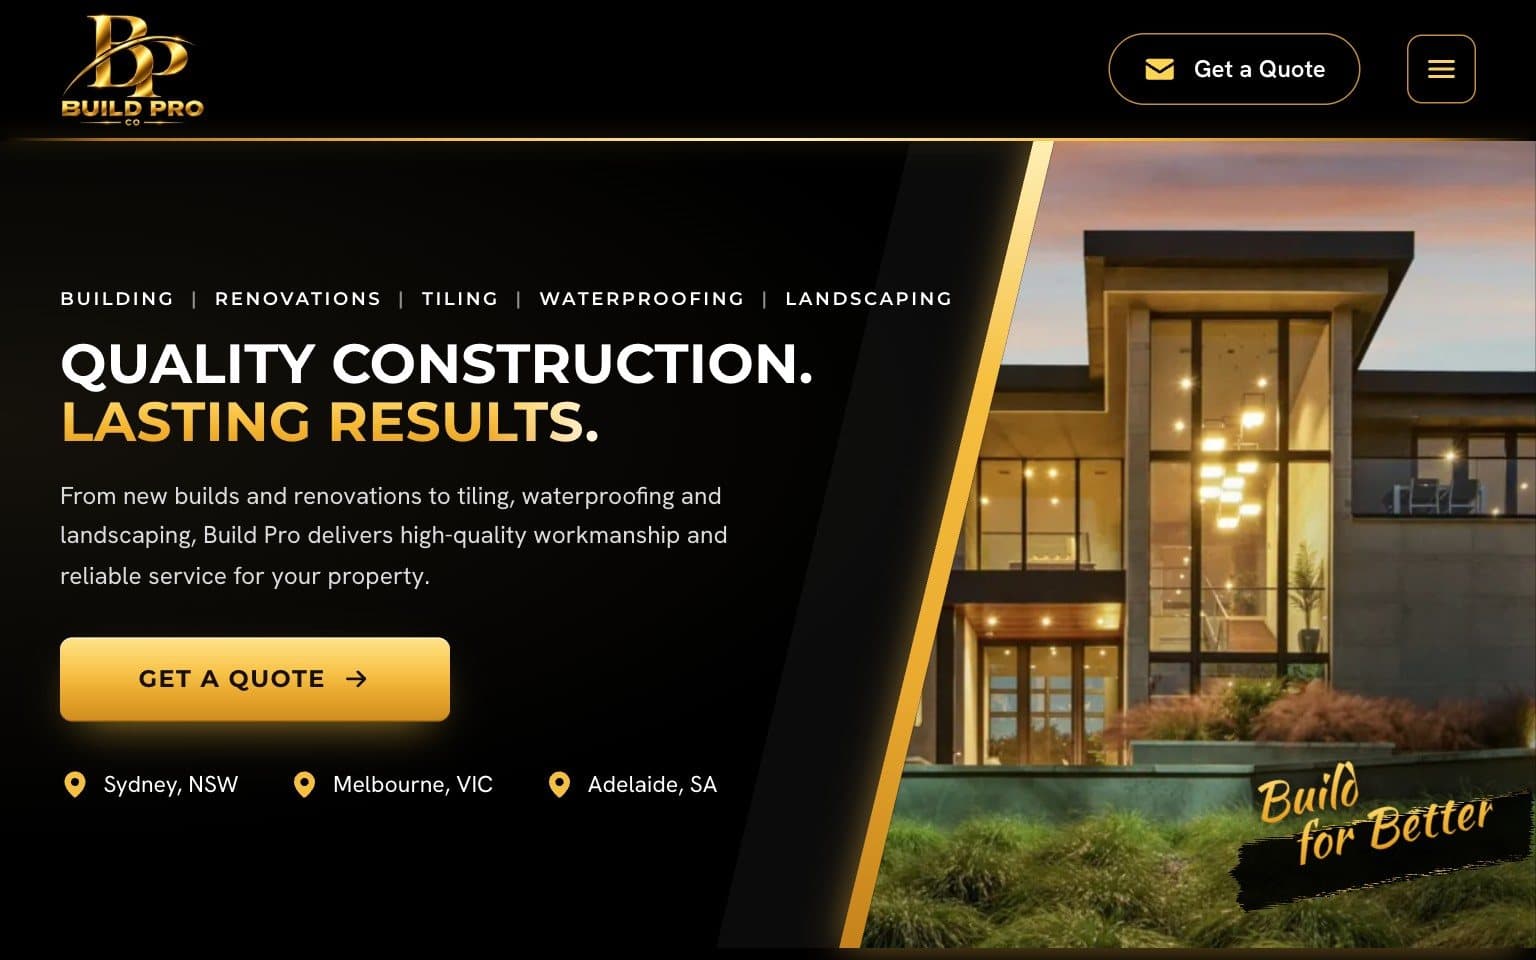 BP
BUILD PRO
CO
Get a Quote
BUILDING | RENOVATIONS | TILING | WATERPROOFING | LANDSCAPING
QUALITY CONSTRUCTION.
LASTING RESULTS.
From new builds and renovations to tiling, waterproofing and
landscaping, Build Pro delivers high-quality workmanship and
reliable service for your property.
GET A QUOTE →
Sydney, NSW
Melbourne, VIC
Adelaide, SA
Build
for Better